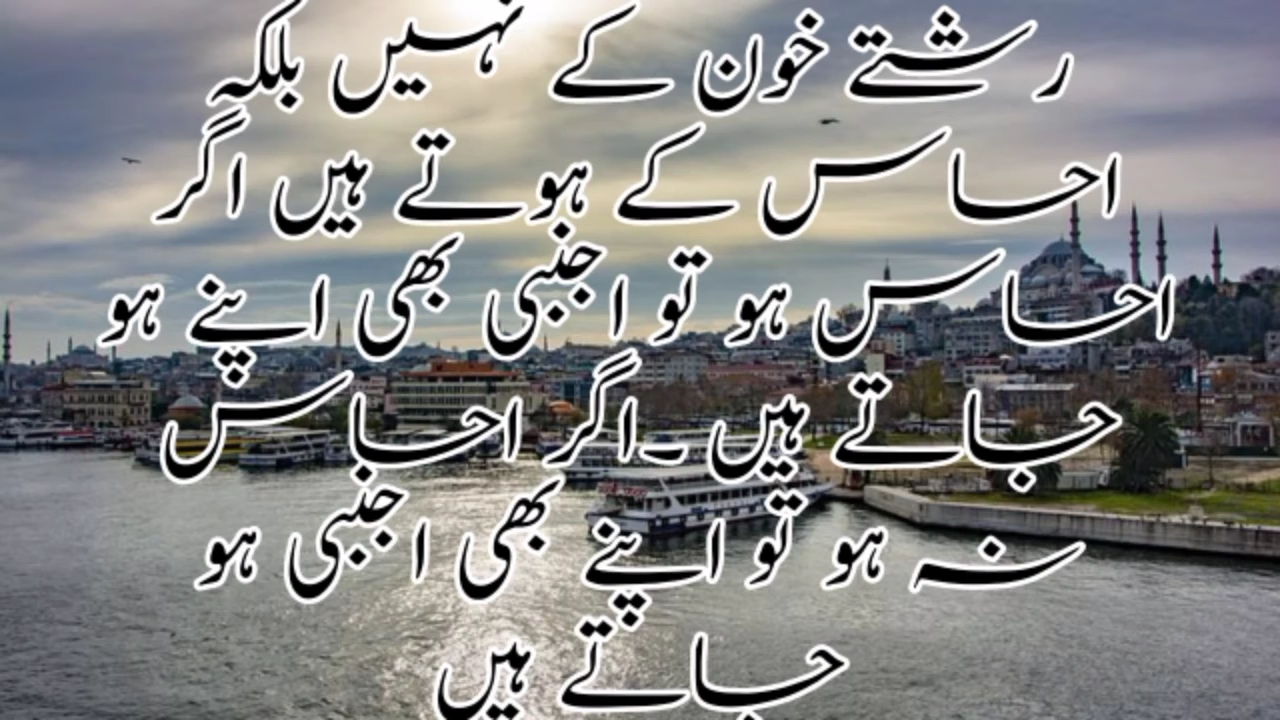 رشتے خون کے نہیں بلکہ
احساس کے ہوتے ہیں اگر
احساس ہو تو اجنبی بھی اپنے ہو
جاتے ہیں ۔اگر احساس
نہ ہو تو اپنے بھی اجنبی ہو
جاتے ہیں